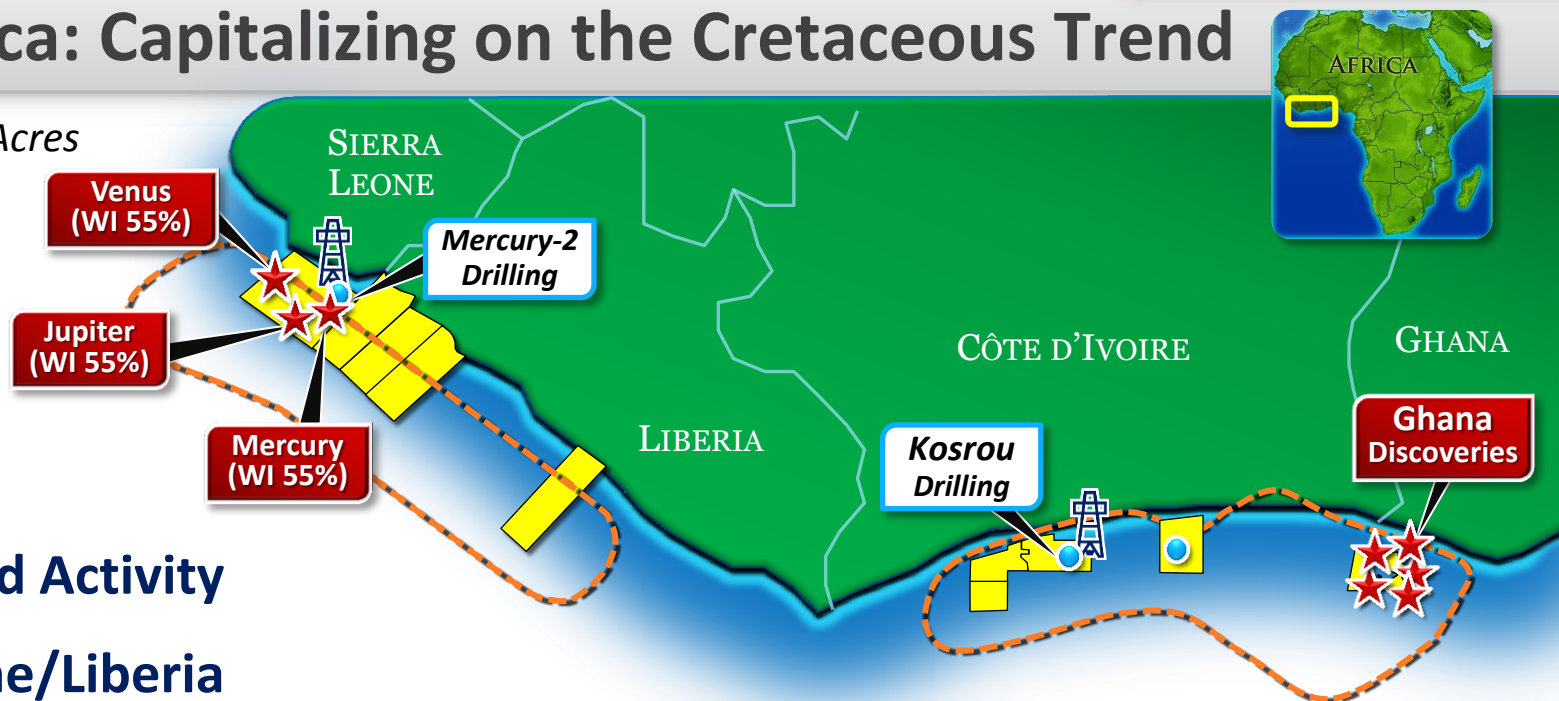 ca: Capitalizing on the Cretaceous Trend
AFRICA
Acres
SIERRA
LEONE
Venus
(WI 55%)
Mercury-2
Drilling
Jupiter
(WI 55%)
CÔTE D'IVOIRE
GHANA
Mercury
(WI 55%)
LIBERIA
Kosrou
Drilling
Ghana
Discoveries
d Activity
ne/Liberia